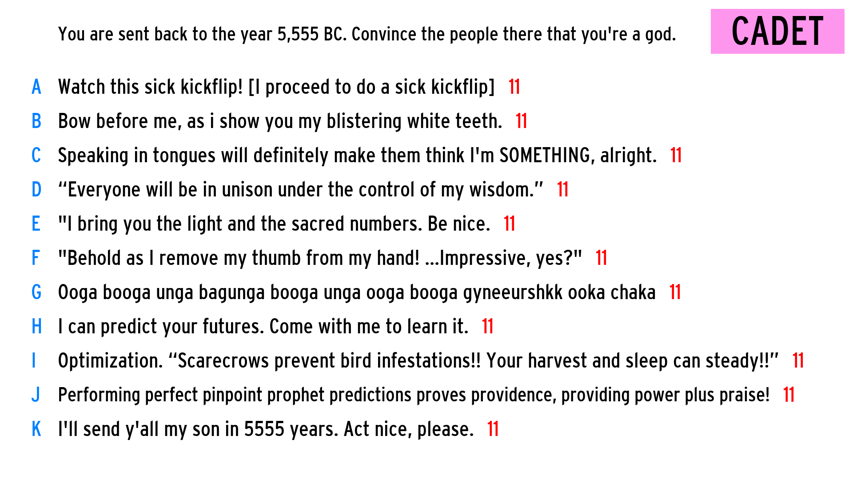 You are sent back to the year 5,555 BC. Convince the people there that you're a god.
CADET
A Watch this sick kickflip! [I proceed to do a sick kickflip] 11
B Bow before me, as i show you my blistering white teeth. 11
C Speaking in tongues will definitely make them think I'm SOMETHING, alright. 11
D “Everyone will be in unison under the control of my wisdom.” 11
E "I bring you the light and the sacred numbers. Be nice. 11
F "Behold as I remove my thumb from my hand! ...Impressive, yes?" 11
G Ooga booga unga bagunga booga unga ooga booga gyneeurshkk ooka chaka 11
H I can predict your futures. Come with me to learn it. 11
I Optimization. “Scarecrows prevent bird infestations!! Your harvest and sleep can steady!!” 11
J Performing perfect pinpoint prophet predictions proves providence, providing power plus praise! 11
K I'll send y'all my son in 5555 years. Act nice, please. 11